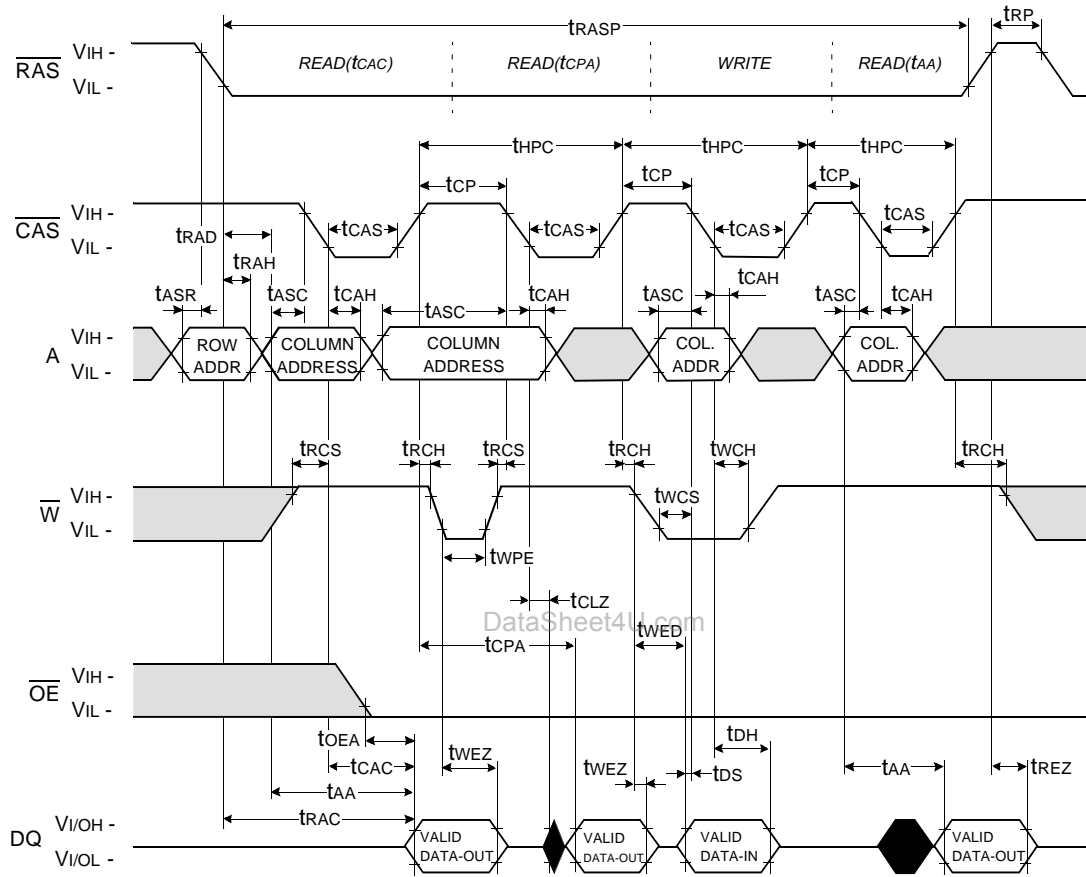 tRASP
tRP
RAS
VIH -
VIL -
READ(tCAC)
READ(tCPA)
WRITE
READ(tAA)
tHPC
tHPC
tHPC
tCP
tCP
tCP
CAS
VIH -
VIL -
tCAS
tCAS
tCAS
tCAS
tRAD
tRAH
tASR
tASC
tCAH
tASC
tCAH
tASC
tCAH
tASC
tCAH
A
VIH -
VIL -
ROW
ADDR
COLUMN
ADDRESS
COLUMN
ADDRESS
COL.
ADDR
COL.
ADDR
tRCS
tRCH
tRCS
tRCH
tWCH
tRCH
W
VIH -
VIL -
tWCS
tWPE
tCLZ
DataSheet4U.com
tCPA
tWED
OE
VIH -
VIL -
tOEA
tCAC
tAA
tRAC
tWEZ
tWEZ
tDH
tDS
tAA
tREZ
DQ
VI/OH -
VI/OL -
VALID
DATA-OUT
VALID
DATA-OUT
VALID
DATA-IN
VALID
DATA-OUT